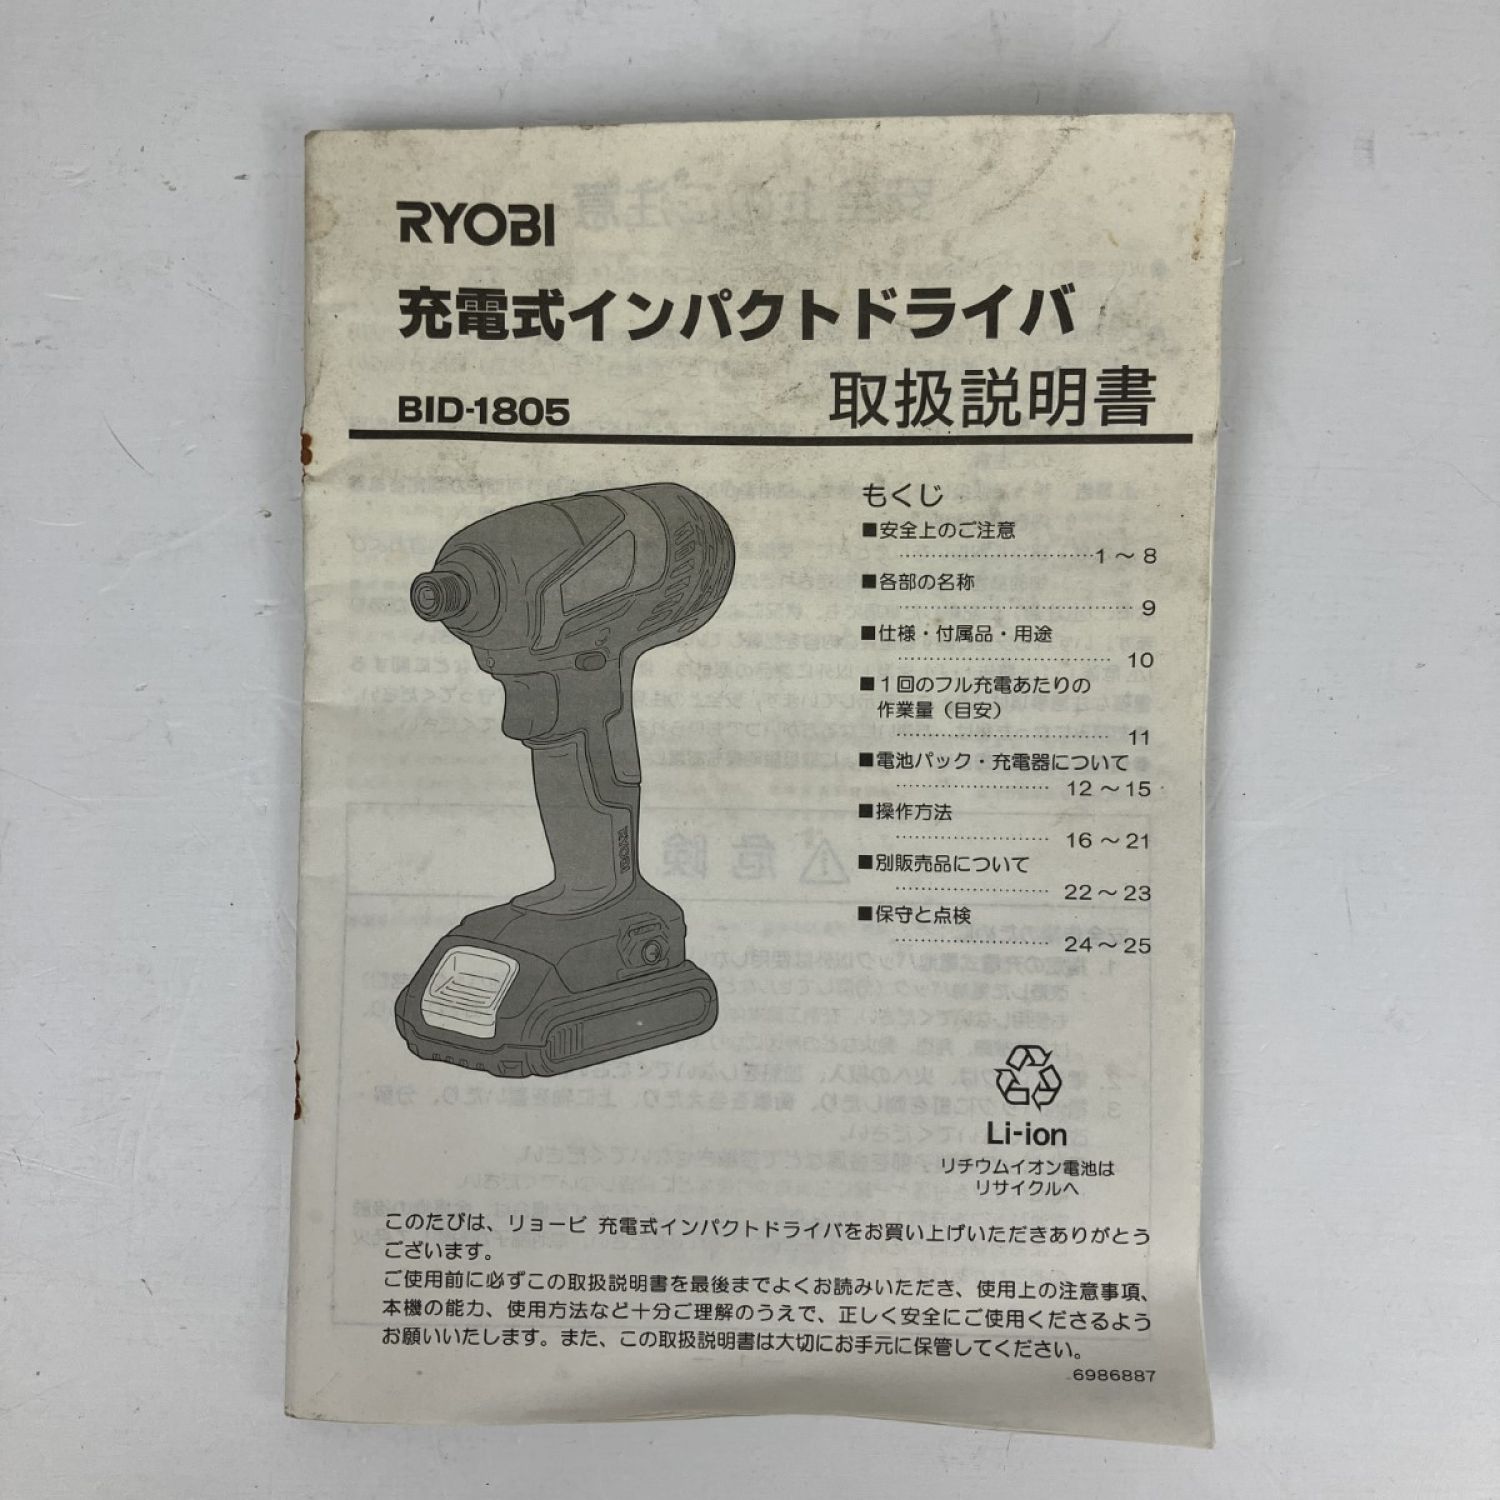 RYOBI
充電式インパクトドライバ
BID-1805 取扱説明書
もくじ
■安全上のご注意
1～8
■各部の名称
9
■仕様・付属品・用途
10
■1回のフル充電あたりの
作業量（目安）
11
■電池パック・充電器について
12～15
■操作方法
16～21
■別販売品について
22～23
■保守と点検
24～25
RYOBI
Li-ion
リチウムイオン電池は
リサイクルへ
このたびは、リョービ 充電式インパクトドライバをお買い上げいただきありがとう
ございます。
ご使用前に必ずこの取扱説明書を最後までよくお読みいただき、使用上の注意事項、
本機の能力、使用方法など十分ご理解のうえで、正しく安全にご使用くださるよう
お願いいたします。また、この取扱説明書は大切にお手元に保管してください。
6986887